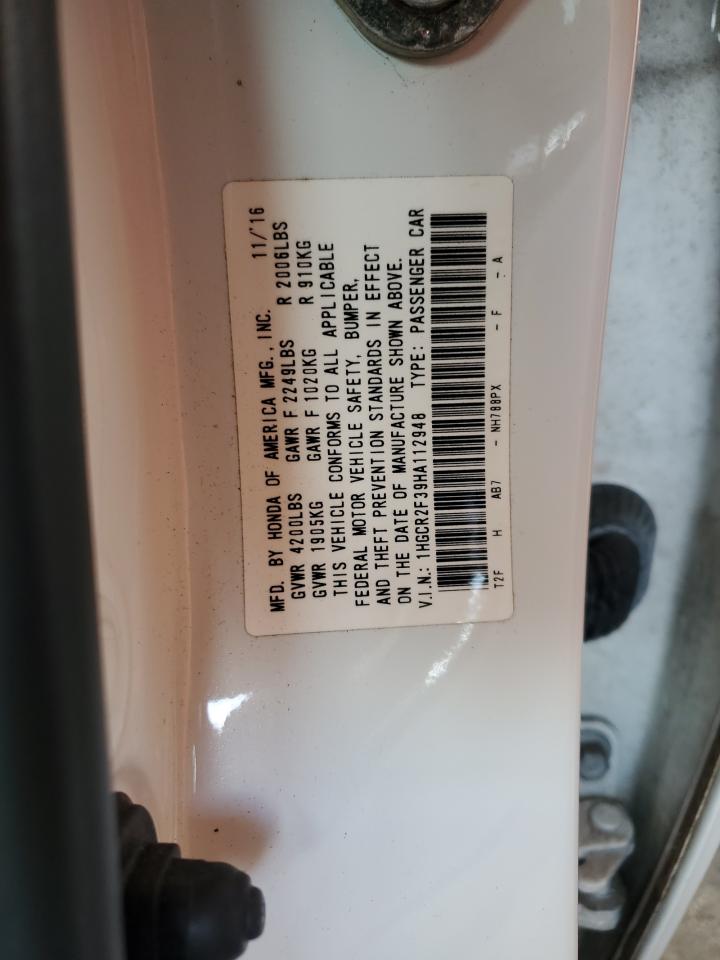 MFD. BY HONDA OF AMERICA MFG., INC. 11/'16
GVWR 4200LBS GAWR F 2249LBS R 2006LBS
GVWR 1905KG GAWR F 1020KG R 910KG
THIS VEHICLE CONFORMS TO ALL APPLICABLE
FEDERAL MOTOR VEHICLE SAFETY, BUMPER,
AND THEFT PREVENTION STANDARDS IN EFFECT
ON THE DATE OF MANUFACTURE SHOWN ABOVE.
V.I.N.: 1HGCR2F39HA112948 TYPE: PASSENGER CAR
T2F H AB7 - NH788PX - F - A